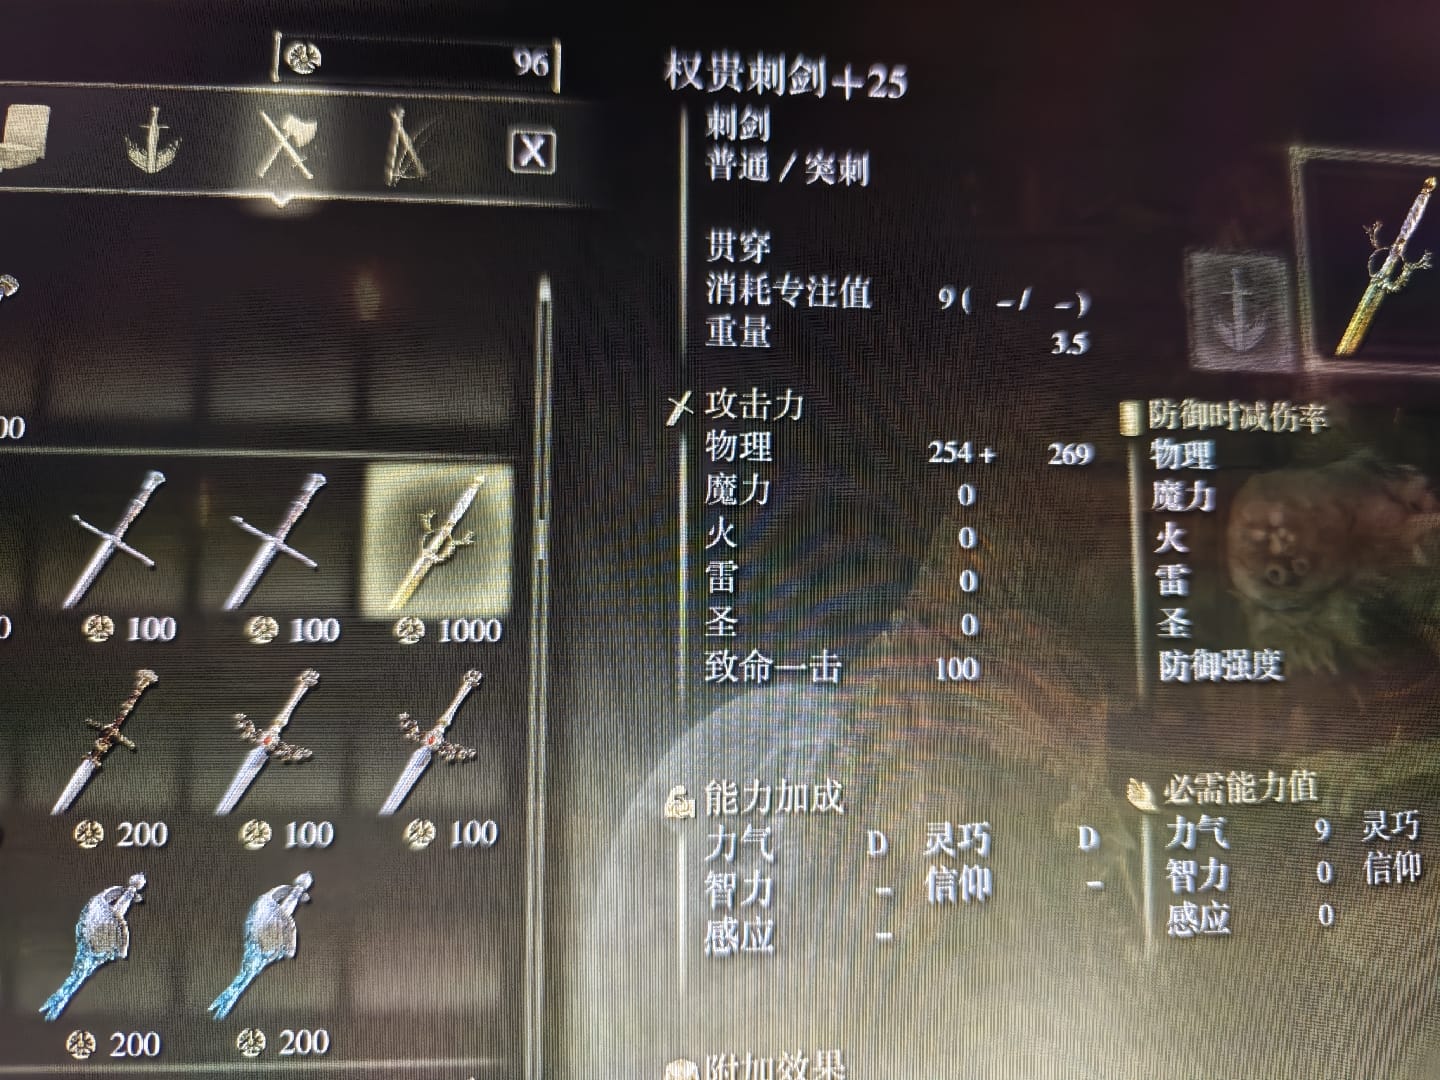 96
权贵刺剑+25
刺剑
普通 / 突刺
贯穿
消耗专注值 9 ( - / - )
重量 3.5
攻击力
物理 254 + 269
魔力 0
火 0
雷 0
圣 0
致命一击 100
防御时减伤率
物理
魔力
火
雷
圣
防御强度
能力加成
力气 D 灵巧 D
智力 - 信仰 -
感应 -
必需能力值
力气 9 灵巧
智力 0 信仰
感应 0
附加效果
00
0 100 100 1000
200 100 100
200 200
X